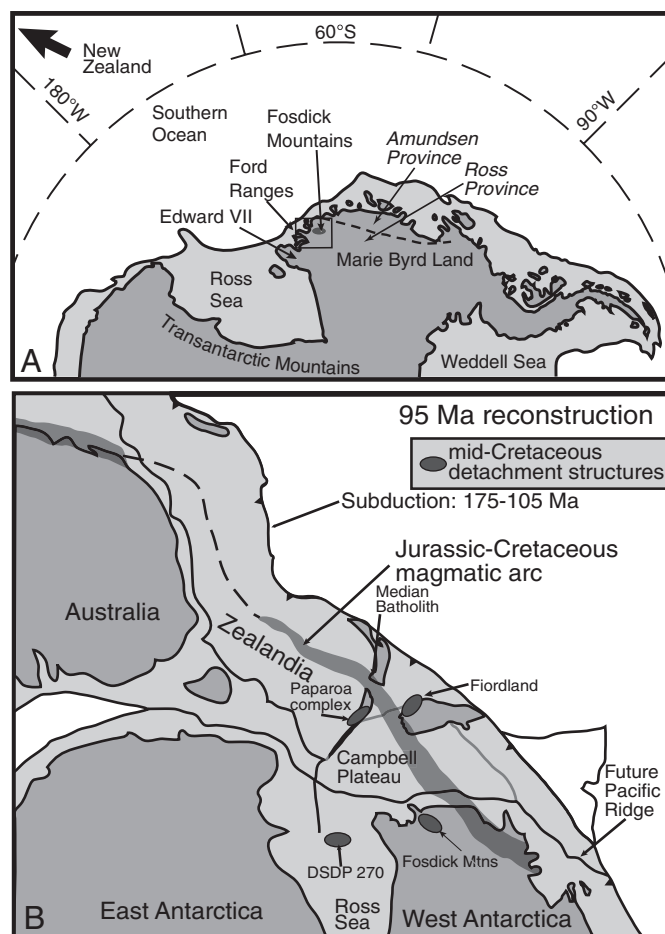 60°S
New
Zealand
180°W
90°W
Southern
Ocean
Fosdick
Mountains
Amundsen
Province
Ross
Province
Ford
Ranges
Edward VII
Marie Byrd Land
Ross
Sea
Transantarctic Mountains
Weddell Sea
A
95 Ma reconstruction
mid-Cretaceous
detachment structures
Subduction: 175-105 Ma
Jurassic-Cretaceous
magmatic arc
Median
Batholith
Australia
Zealandia
Paparoa
complex
Fiordland
Campbell
Plateau
Future
Pacific
Ridge
DSDP 270
Fosdick Mtns
East Antarctica
Ross
Sea
West Antarctica
B